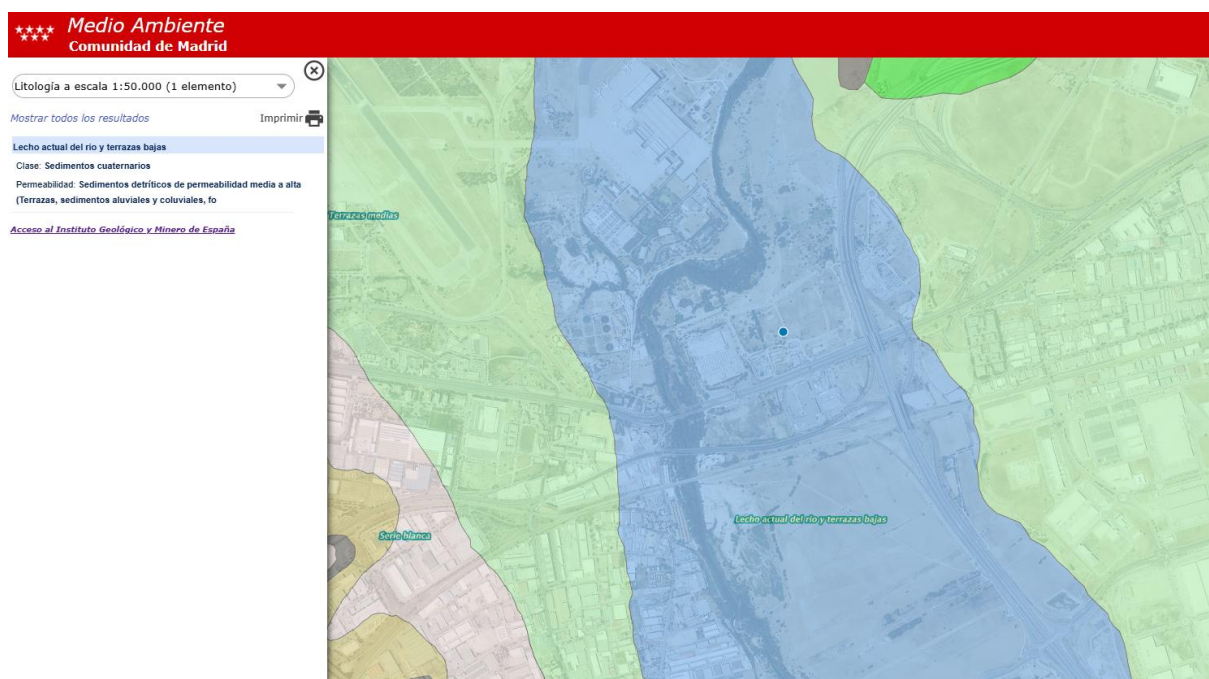 Medio Ambiente
Comunidad de Madrid
Litología a escala 1:50.000 (1 elemento)
Mostrar todos los resultados
Imprimir
Lecho actual del rio y terrazas bajas
Clase: Sedimentos cuaternarios
Permeabilidad: Sedimentos detríticos de permeabilidad media a alta
(Terrazas, sedimentos aluviales y coluviales, fo
Acceso al Instituto Geológico y Minero de España
Terrazas medias
Lecho actual del rio y terrazas bajas
Serie blanca